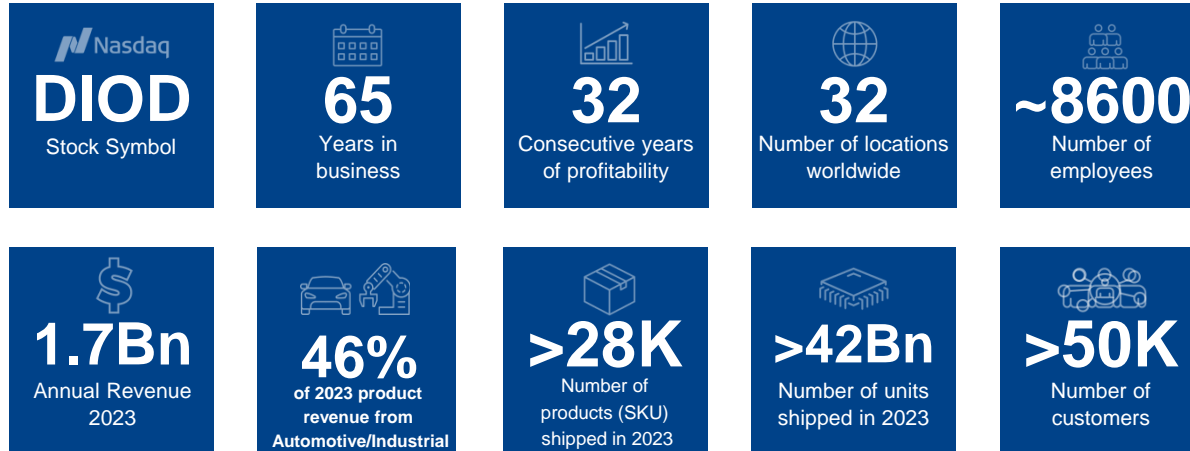 Nasdaq
DIOD
Stock Symbol
65
Years in
business
32
Consecutive years
of profitability
32
Number of locations
worldwide
~8600
Number of
employees
1.7Bn
Annual Revenue
2023
46%
of 2023 product
revenue from
Automotive/Industrial
>28K
Number of
products (SKU)
shipped in 2023
>42Bn
Number of units
shipped in 2023
>50K
Number of
customers